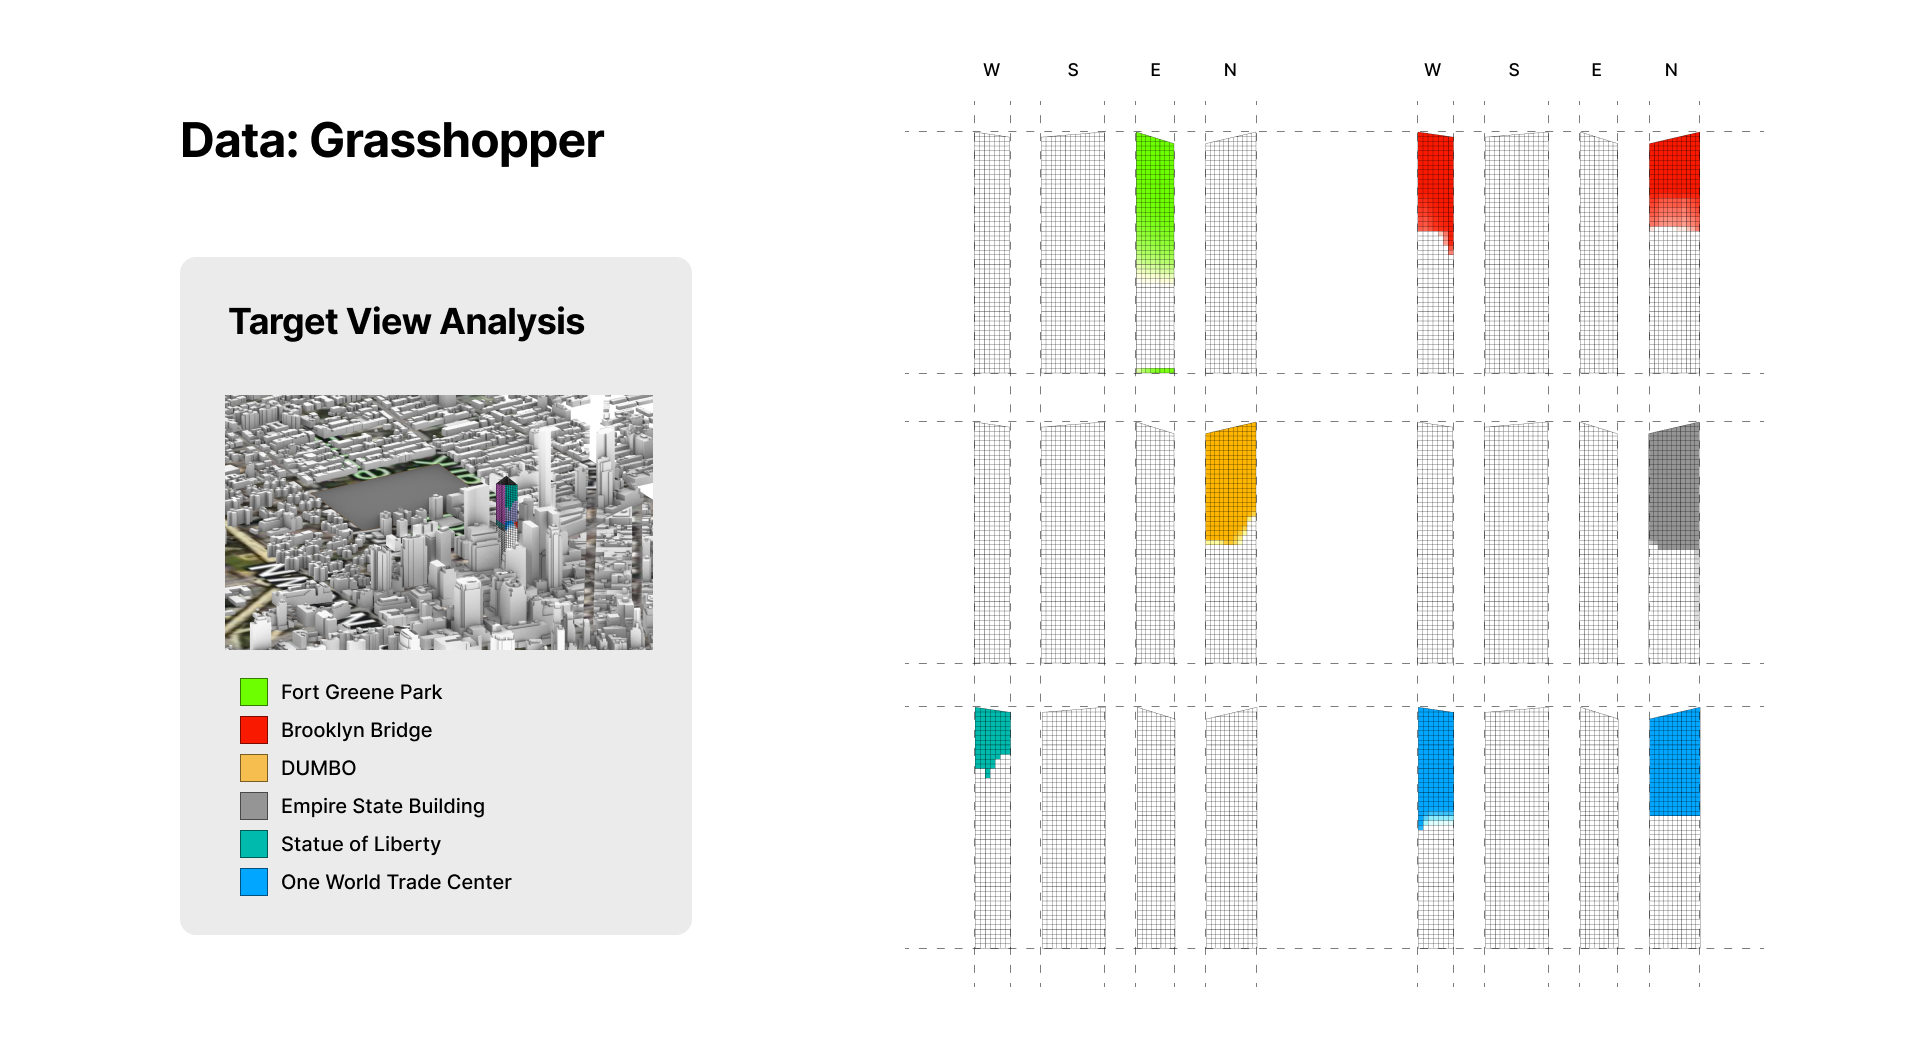 Data: Grasshopper
Target View Analysis
Fort Greene Park
Brooklyn Bridge
DUMBO
Empire State Building
Statue of Liberty
One World Trade Center
W S E N
W S E N